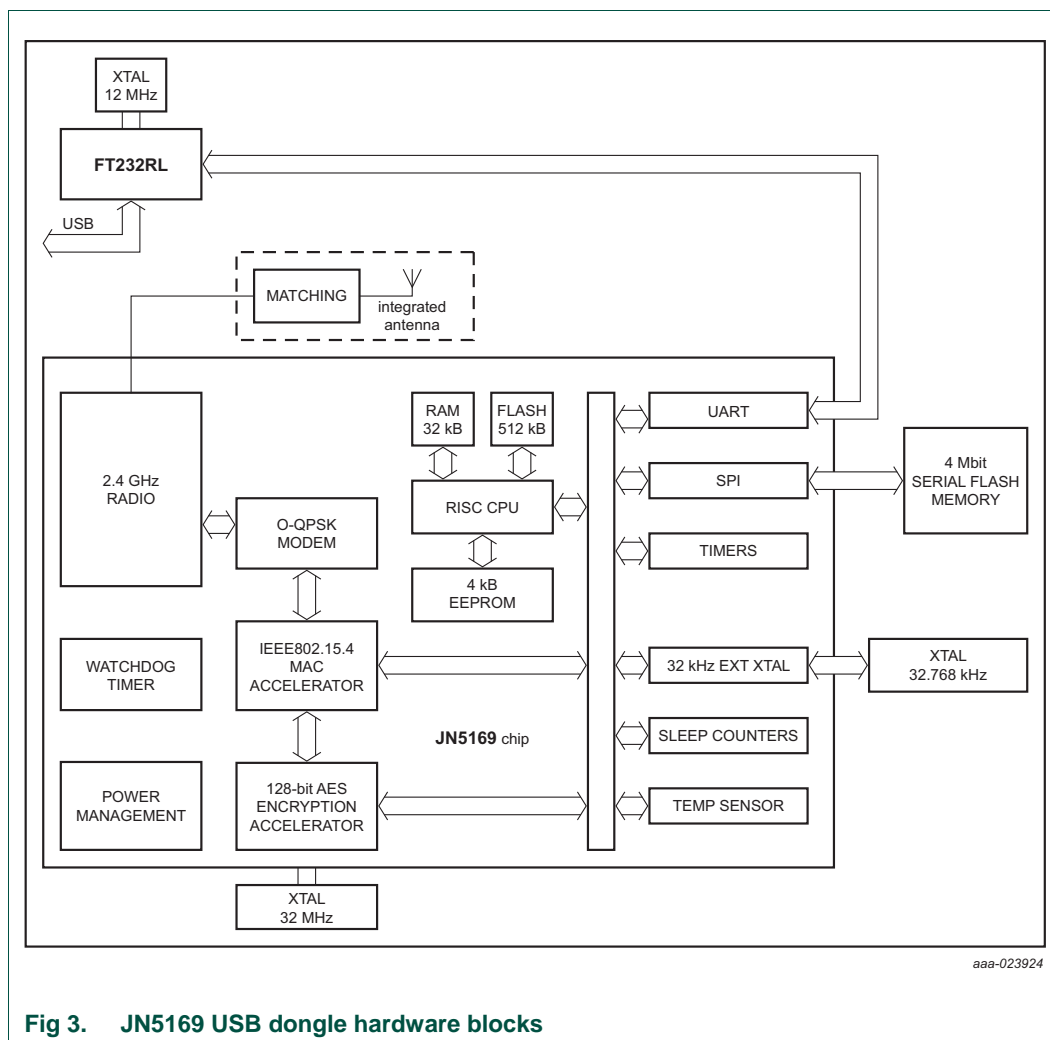 XTAL
12 MHz
FT232RL
USB
MATCHING
integrated
antenna
2.4 GHz
RADIO
O-QPSK
MODEM
RAM
32 kB
FLASH
512 kB
RISC CPU
4 kB
EEPROM
UART
SPI
TIMERS
4 Mbit
SERIAL FLASH
MEMORY
WATCHDOG
TIMER
IEEE802.15.4
MAC
ACCELERATOR
32 kHz EXT XTAL
XTAL
32.768 kHz
JN5169 chip
SLEEP COUNTERS
POWER
MANAGEMENT
128-bit AES
ENCRYPTION
ACCELERATOR
TEMP SENSOR
XTAL
32 MHz
aaa-023924
Fig 3. JN5169 USB dongle hardware blocks